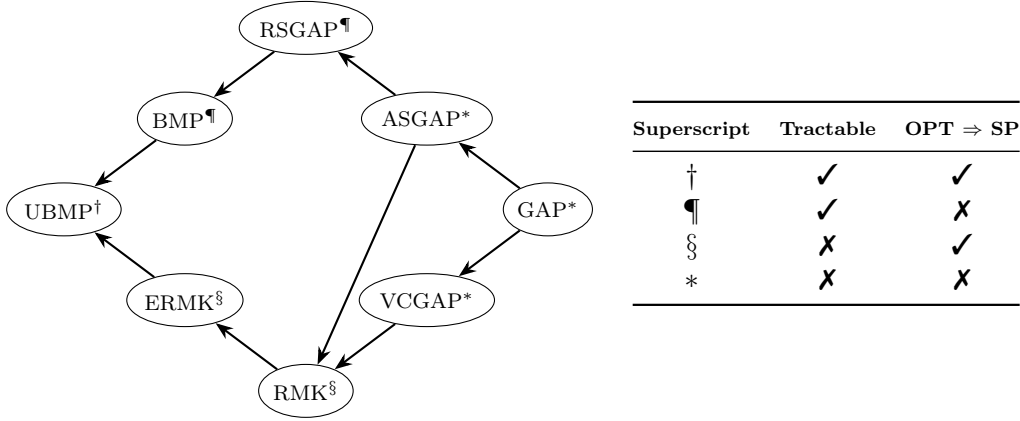 RSGAP¶
BMP¶
ASGAP*
UBMP†
GAP*
ERMK§
VCGAP*
RMK§
Superscript Tractable OPT ⇒ SP
† ✓ ✓
¶ ✓ ✗
§ ✗ ✓
* ✗ ✗